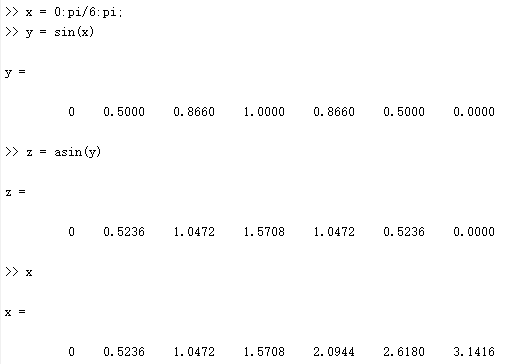 >> x = 0:pi/6:pi;
>> y = sin(x)
y =
0 0.5000 0.8660 1.0000 0.8660 0.5000 0.0000
>> z = asin(y)
z =
0 0.5236 1.0472 1.5708 1.0472 0.5236 0.0000
>> x
x =
0 0.5236 1.0472 1.5708 2.0944 2.6180 3.1416